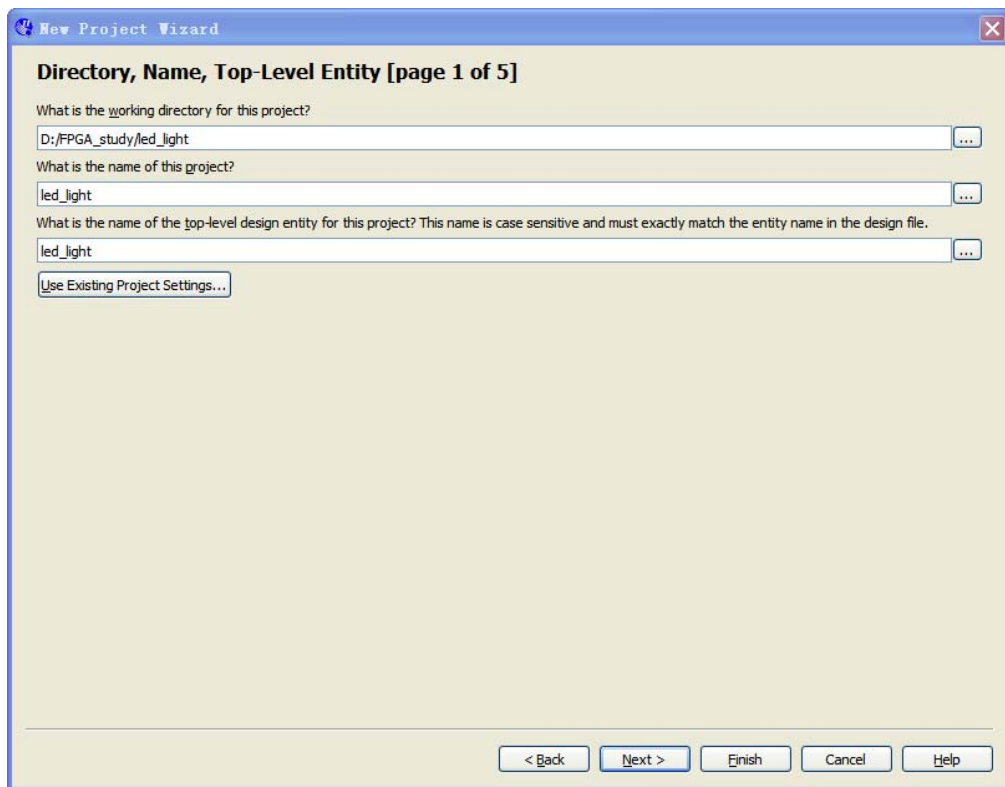 New Project Wizard
Directory, Name, Top-Level Entity [page 1 of 5]
What is the working directory for this project?
D:/FPGA_study/led_light
...
What is the name of this project?
led_light
...
What is the name of the top-level design entity for this project? This name is case sensitive and must exactly match the entity name in the design file.
led_light
...
Use Existing Project Settings...
< Back
Next >
Finish
Cancel
Help